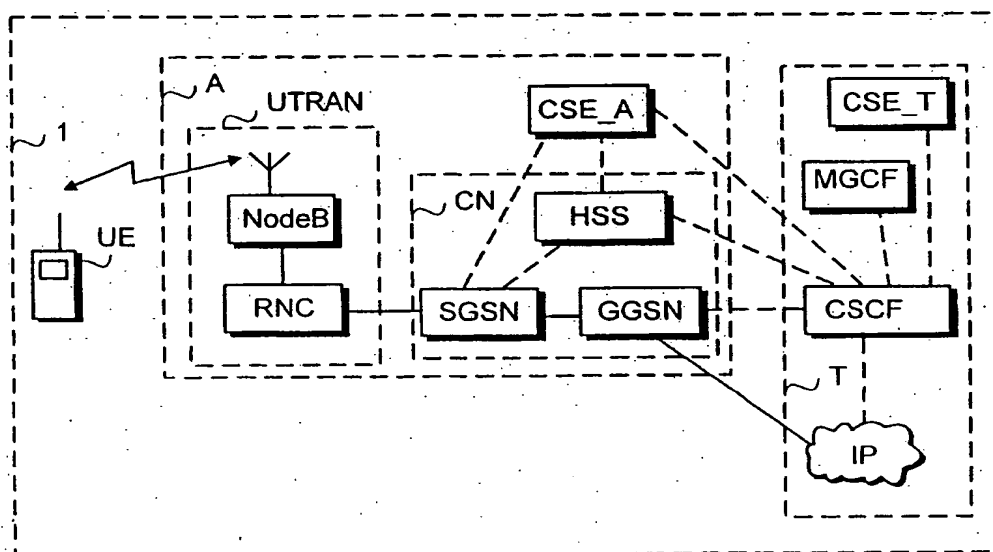 1
A
UTRAN
NodeB
RNC
UE
CSE_A
CN
HSS
SGSN
GGSN
CSE_T
MGCF
CSCF
T
IP